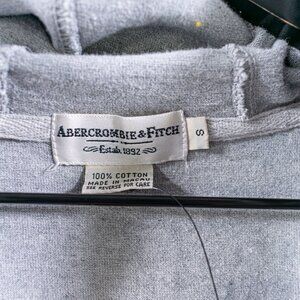 ABERCROMBIE & FITCH
Estab. 1892
S
100% COTTON
MADE IN MACAU
SEE REVERSE FOR CARE